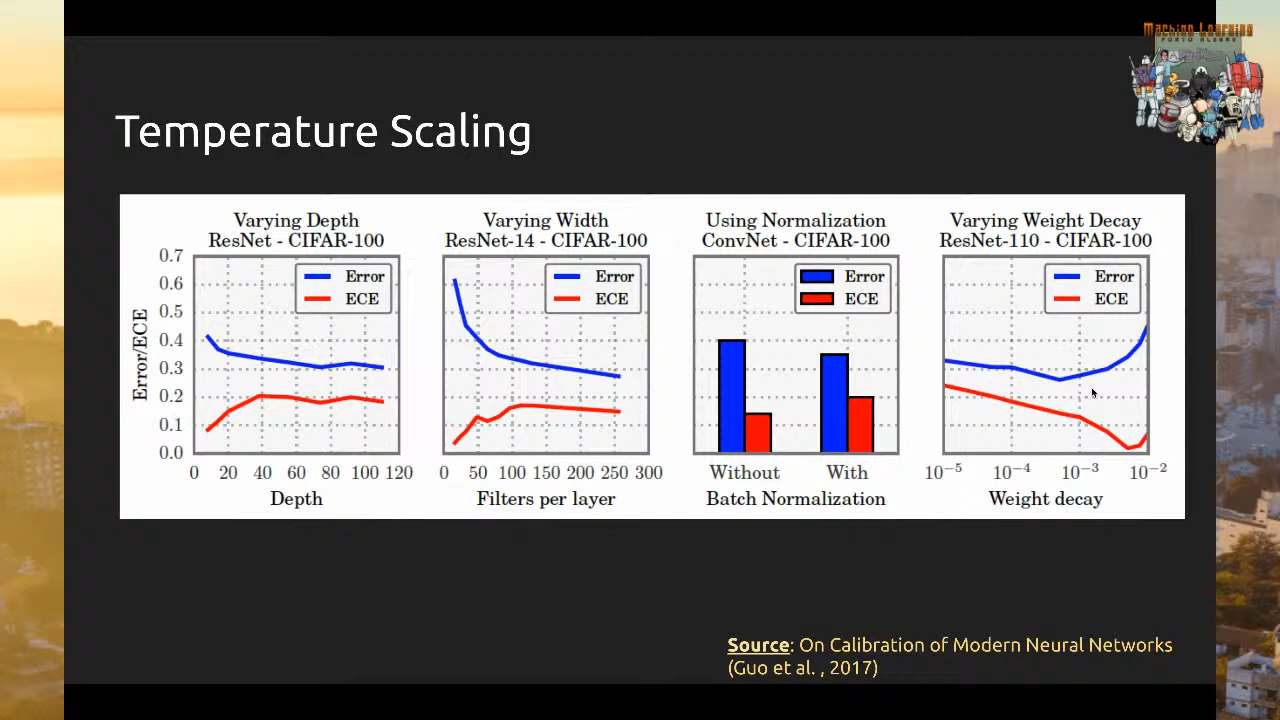 Machine Learning
PORTO ALEGRE
Temperature Scaling
Varying Depth
ResNet - CIFAR-100
Varying Width
ResNet-14 - CIFAR-100
Using Normalization
ConvNet - CIFAR-100
Varying Weight Decay
ResNet-110 - CIFAR-100
Error/ECE
0.7
0.6
0.5
0.4
0.3
0.2
0.1
0.0
Error
ECE
Error
ECE
Error
ECE
Error
ECE
0 20 40 60 80 100 120
0 50 100 150 200 250 300
Without With
10⁻⁵ 10⁻⁴ 10⁻³ 10⁻²
Depth
Filters per layer
Batch Normalization
Weight decay
Source: On Calibration of Modern Neural Networks
(Guo et al. , 2017)